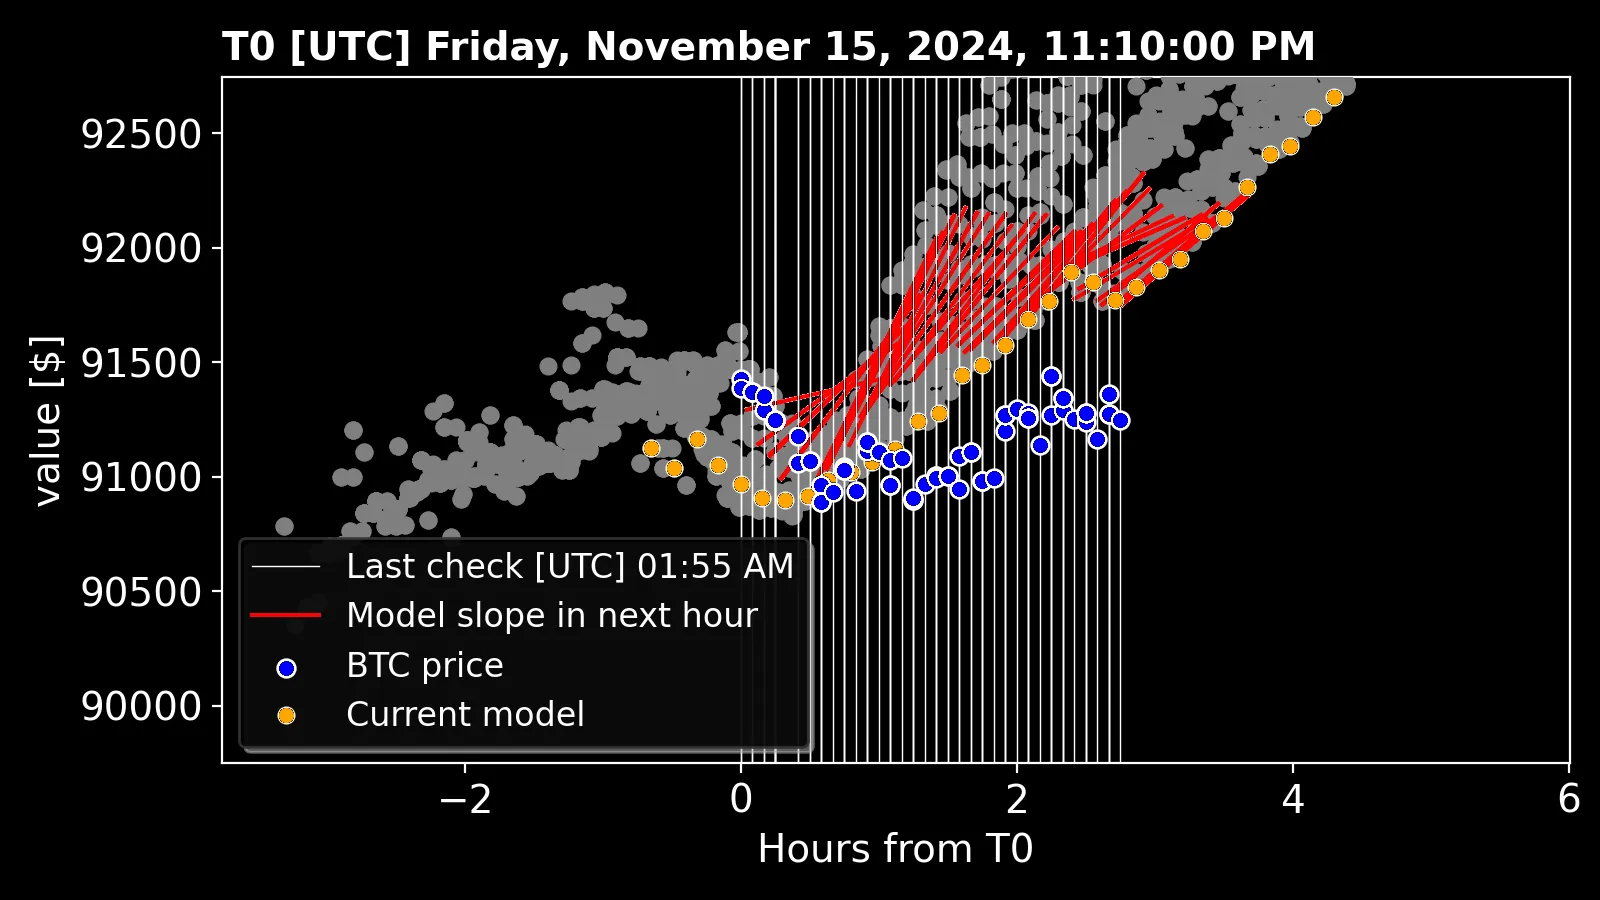 T0 [UTC] Friday, November 15, 2024, 11:10:00 PM
92500
92000
91500
91000
90500
90000
value [$]
Last check [UTC] 01:55 AM
Model slope in next hour
BTC price
Current model
−2 0 2 4 6
Hours from T0